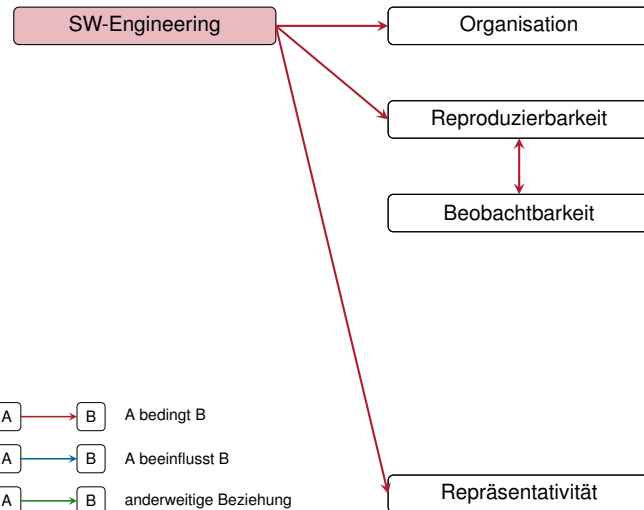 SW-Engineering
Organisation
Reproduzierbarkeit
Beobachtbarkeit
A B A bedingt B
A B A beeinflusst B
A B anderweitige Beziehung
Repräsentativität